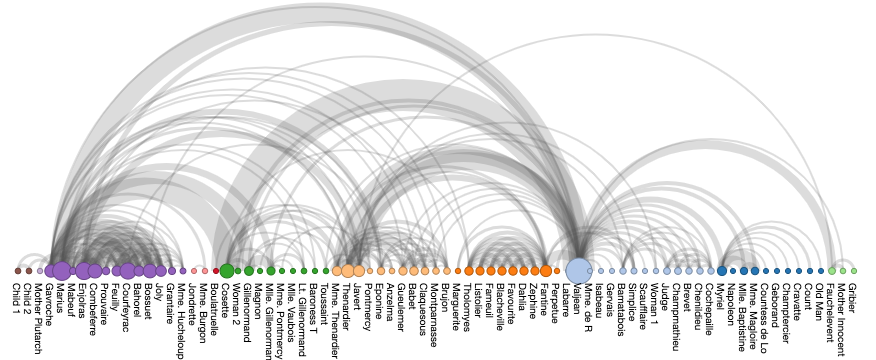 Child 1
Child 2
Mother Plutarch
Gavroche
Marius
Mabeuf
Enjolras
Combeferre
Prouvaire
Feuilly
Courfeyrac
Bahorel
Bossuet
Joly
Grantaire
Mme. Hucheloup
Jondrette
Mme. Burgon
Boulatruelle
Cosette
Woman 2
Gillenormand
Magnon
Mlle. Gillenormand
Mme. Pontmercy
Mlle. Vaubois
Lt. Gillenormand
Baroness T
Toussaint
Mme. Thenardier
Thenardier
Javert
Pontmercy
Eponine
Anzelma
Gueulemer
Babet
Claquesous
Montparnasse
Brujon
Marguerite
Tholomyes
Listolier
Fameuil
Blacheville
Favourite
Dahlia
Zephine
Fantine
Perpetue
Labarre
Valjean
Mme. de R
Isabeau
Gervais
Bamatabois
Simplice
Scaufflaire
Woman 1
Judge
Champmathieu
Brevet
Chenildieu
Cochepaille
Myriel
Napoleon
Mlle. Baptistine
Mme. Magloire
Countess de Lo
Geborand
Champtercier
Cravatte
Count
Old Man
Fauchelevent
Mother Innocent
Gribier